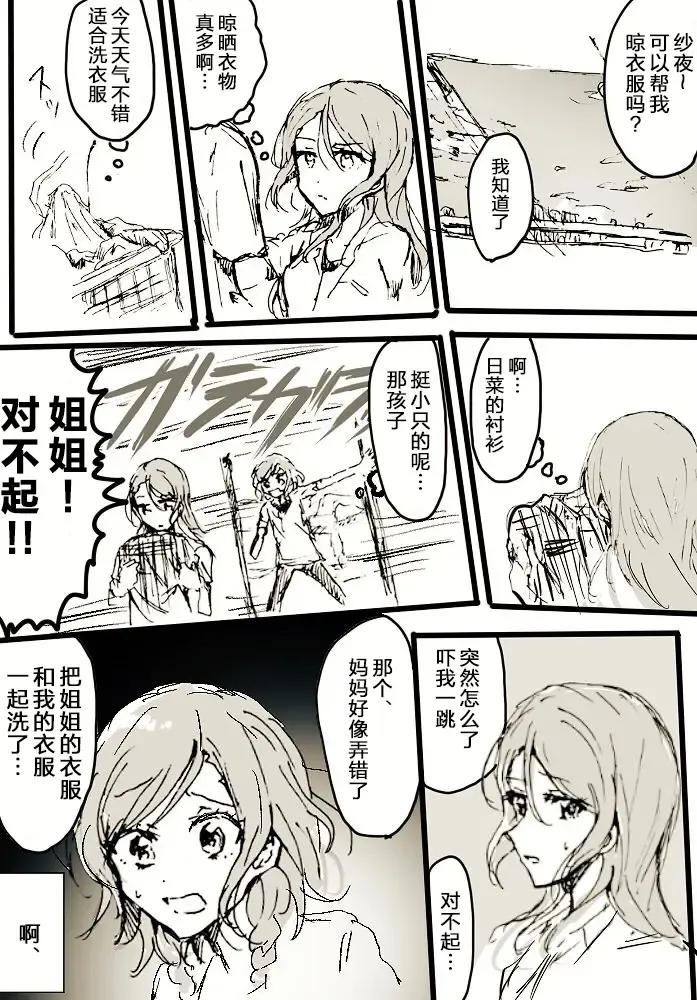 纱夜~
可以帮我
晾衣服吗?
我知道了
晾晒衣物
真多啊…
今天天气不错
适合洗衣服
啊…
日菜的衬衫
挺小只的呢…
那孩子
ガラガラ
姐姐!
对不起!!
突然怎么了
吓我一跳
对不起…
那个、
妈妈好像弄错了
把姐姐的衣服
和我的衣服
一起洗了…
啊、